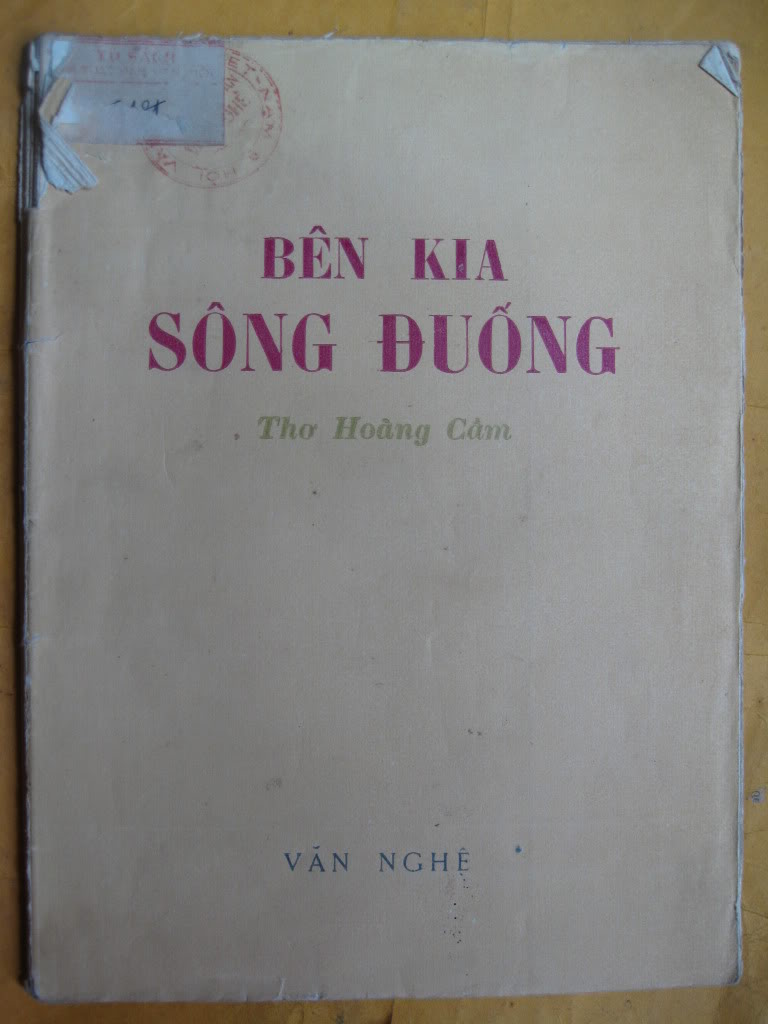 BÊN KIA
SÔNG ĐUỐNG
Thơ Hoàng Cầm
VĂN NGHỆ